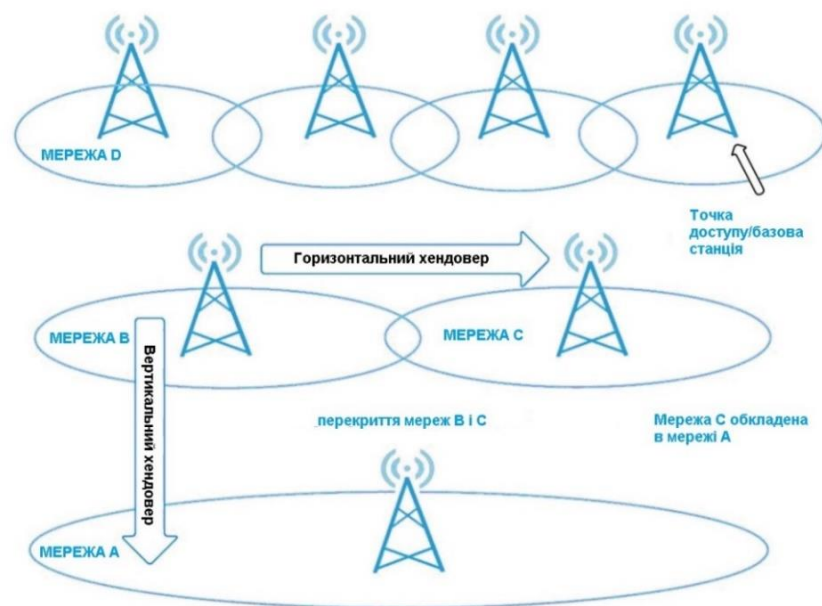 МЕРЕЖА D
Точка
доступу/базова
станція
Горизонтальний хендовер
МЕРЕЖА B
МЕРЕЖА C
Вертикальний хендовер
перекриття мереж B і C
Мережа C обкладена
в мережі A
МЕРЕЖА A